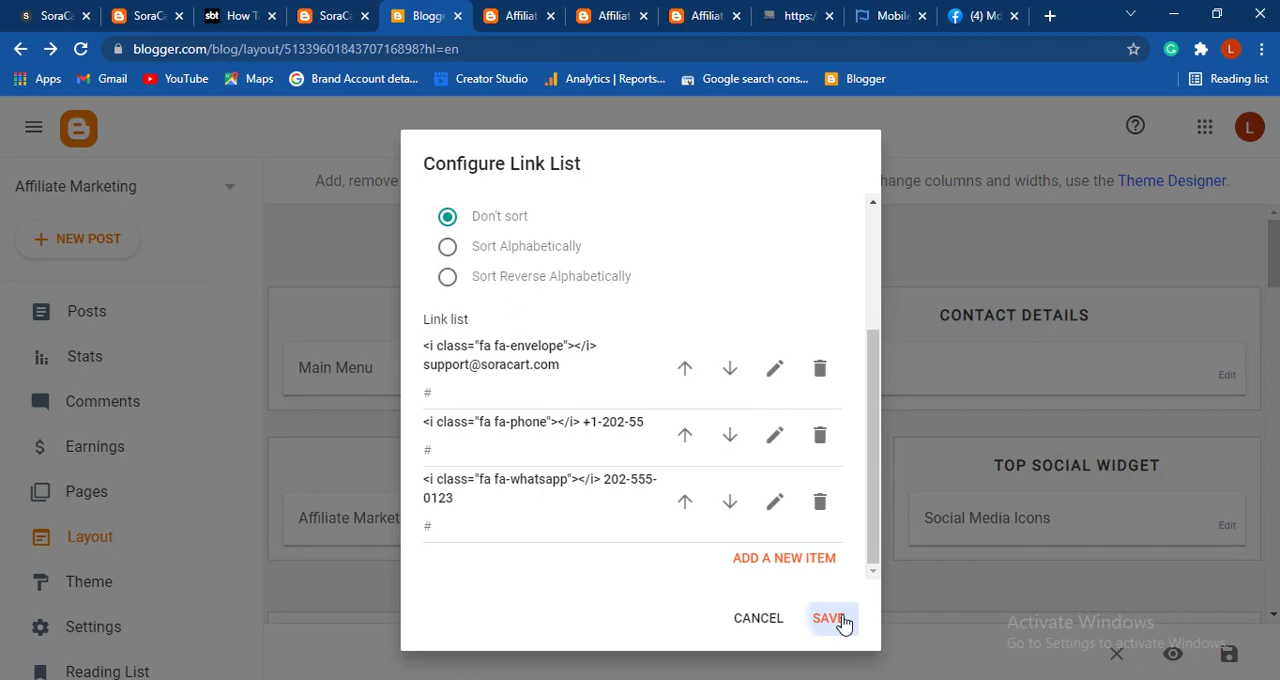 SoraCa
SoraCa
sbt How T
SoraCa
Blogge
Affiliat
Affiliat
Affiliat
https:/
Mobile
(4) Mo
blogger.com/blog/layout/5133960184370716898?hl=en
L
Apps
Gmail
YouTube
Maps
Brand Account deta...
Creator Studio
Analytics | Reports...
Google search cons...
Blogger
Reading list
L
Affiliate Marketing
Add, remove
hange columns and widths, use the Theme Designer.
NEW POST
Posts
Stats
Comments
Earnings
Pages
Layout
Theme
Settings
Reading List
Main Menu
Affiliate Market
Configure Link List
Don't sort
Sort Alphabetically
Sort Reverse Alphabetically
Link list
<i class="fa fa-envelope"></i>
support@soracart.com
#
<i class="fa fa-phone"></i> +1-202-55
#
<i class="fa fa-whatsapp"></i> 202-555-
0123
#
ADD A NEW ITEM
CANCEL
SAVE
CONTACT DETAILS
Edit
TOP SOCIAL WIDGET
Social Media Icons
Edit
Activate Windows
Go to Settings to activate Windows.